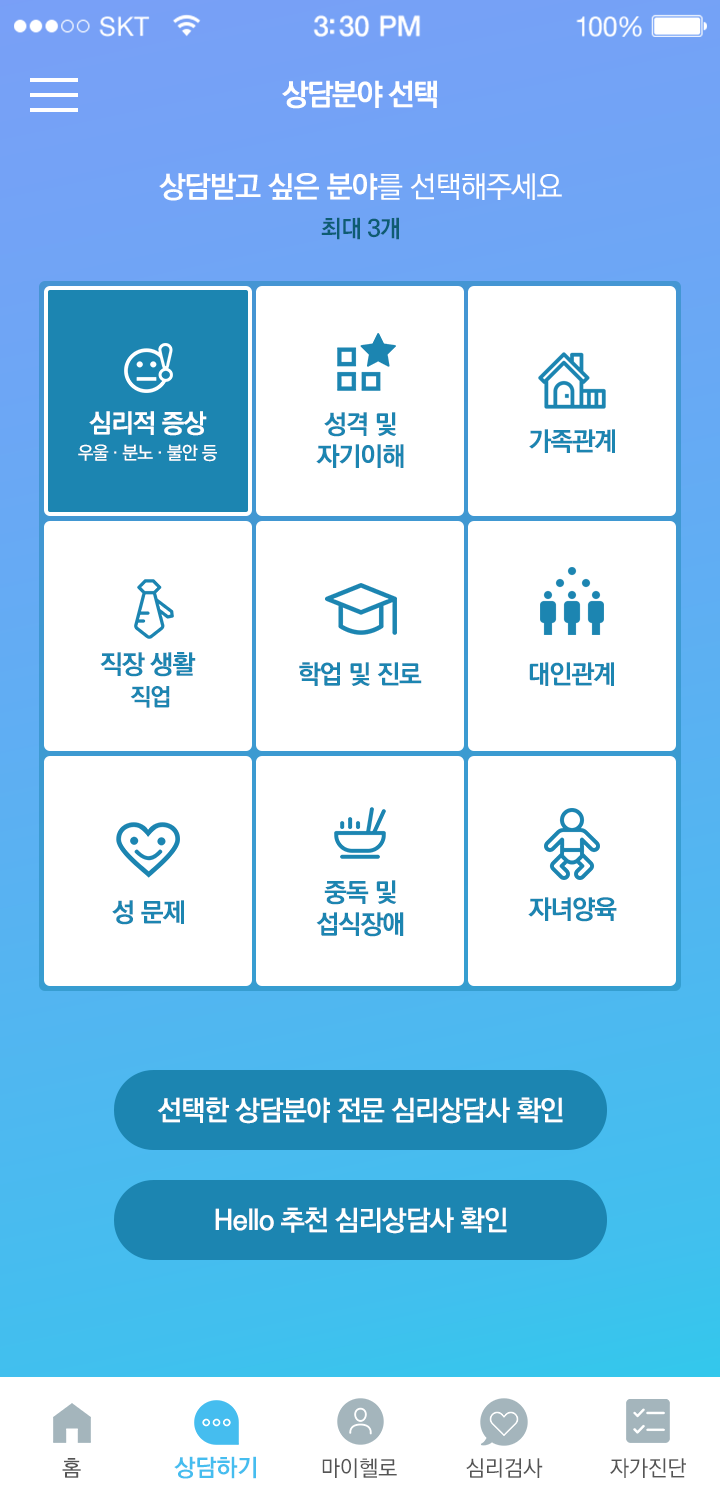 SKT 3:30 PM 100%
상담분야 선택
상담받고 싶은 분야를 선택해주세요
최대 3개
심리적 증상
우울 · 분노 · 불안 등
성격 및
자기이해
가족관계
직장 생활
직업
학업 및 진로
대인관계
성 문제
중독 및
섭식장애
자녀양육
선택한 상담분야 전문 심리상담사 확인
Hello 추천 심리상담사 확인
홈
상담하기
마이헬로
심리검사
자가진단